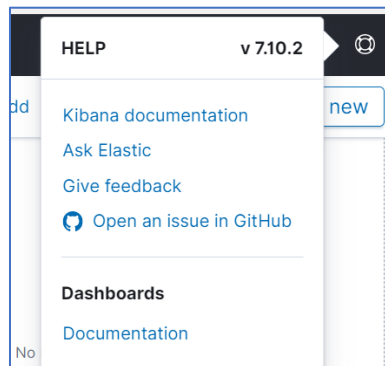 HELP v 7.10.2
dd
new
Kibana documentation
Ask Elastic
Give feedback
Open an issue in GitHub
Dashboards
Documentation
No